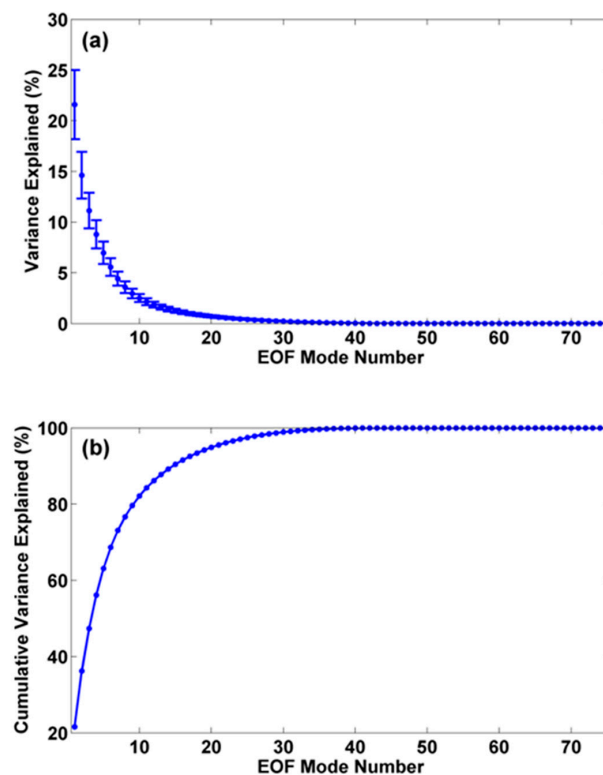 (a)
Variance Explained (%)
30
25
20
15
10
5
0
10 20 30 40 50 60 70
EOF Mode Number
(b)
Cumulative Variance Explained (%)
100
80
60
40
20
10 20 30 40 50 60 70
EOF Mode Number